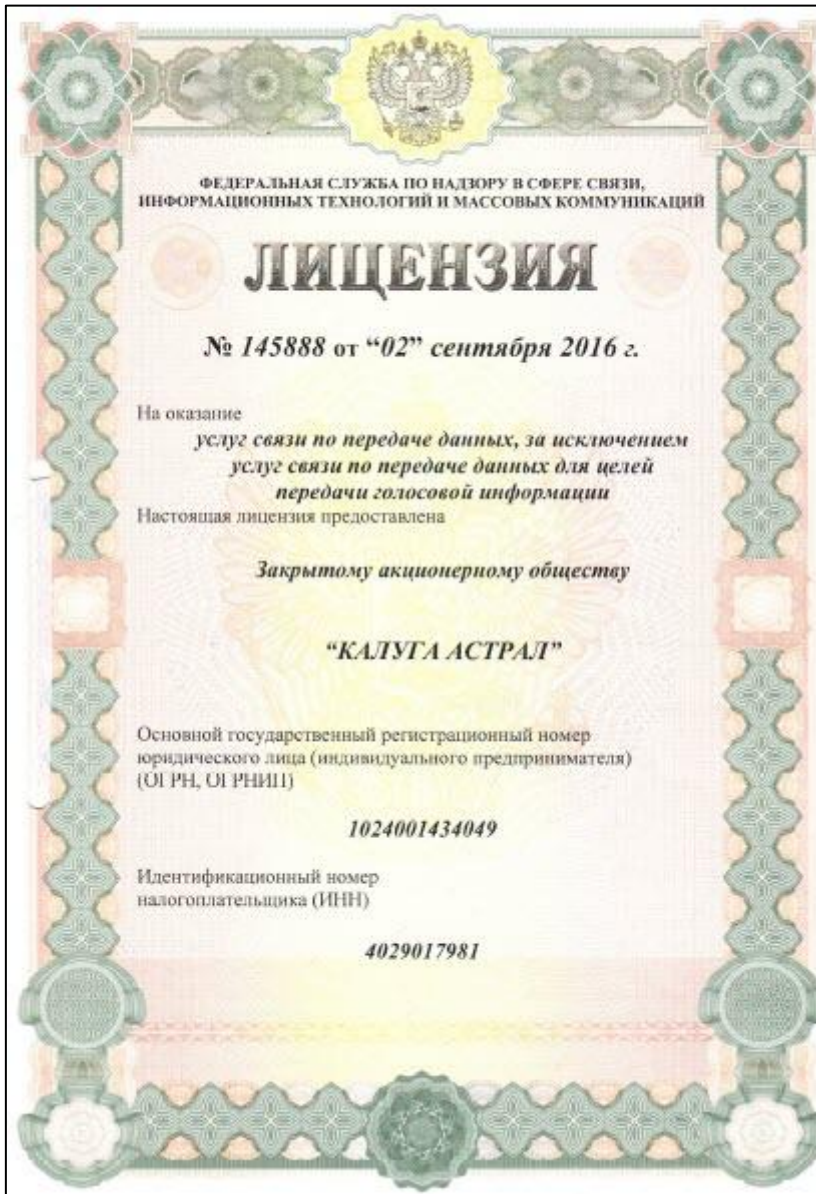 ФЕДЕРАЛЬНАЯ СЛУЖБА ПО НАДЗОРУ В СФЕРЕ СВЯЗИ,
ИНФОРМАЦИОННЫХ ТЕХНОЛОГИЙ И МАССОВЫХ КОММУНИКАЦИЙ
ЛИЦЕНЗИЯ
№ 145888 от “02” сентября 2016 г.
На оказание
услуг связи по передаче данных, за исключением
услуг связи по передаче данных для целей
передачи голосовой информации
Настоящая лицензия предоставлена
Закрытому акционерному обществу
“КАЛУГА АСТРАЛ”
Основной государственный регистрационный номер
юридического лица (индивидуального предпринимателя)
(ОГРН, ОГРНИП)
1024001434049
Идентификационный номер
налогоплательщика (ИНН)
4029017981